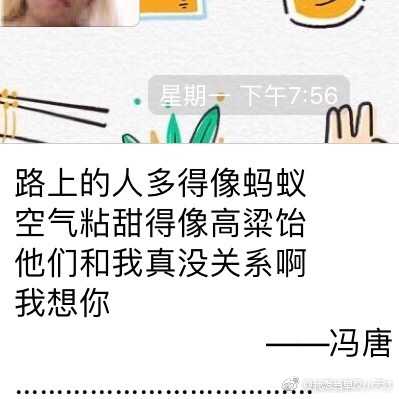 星期一 下午7:56
路上的人多得像蚂蚁
空气粘甜得像高粱饴
他们和我真没关系啊
我想你
——冯唐
……………………………